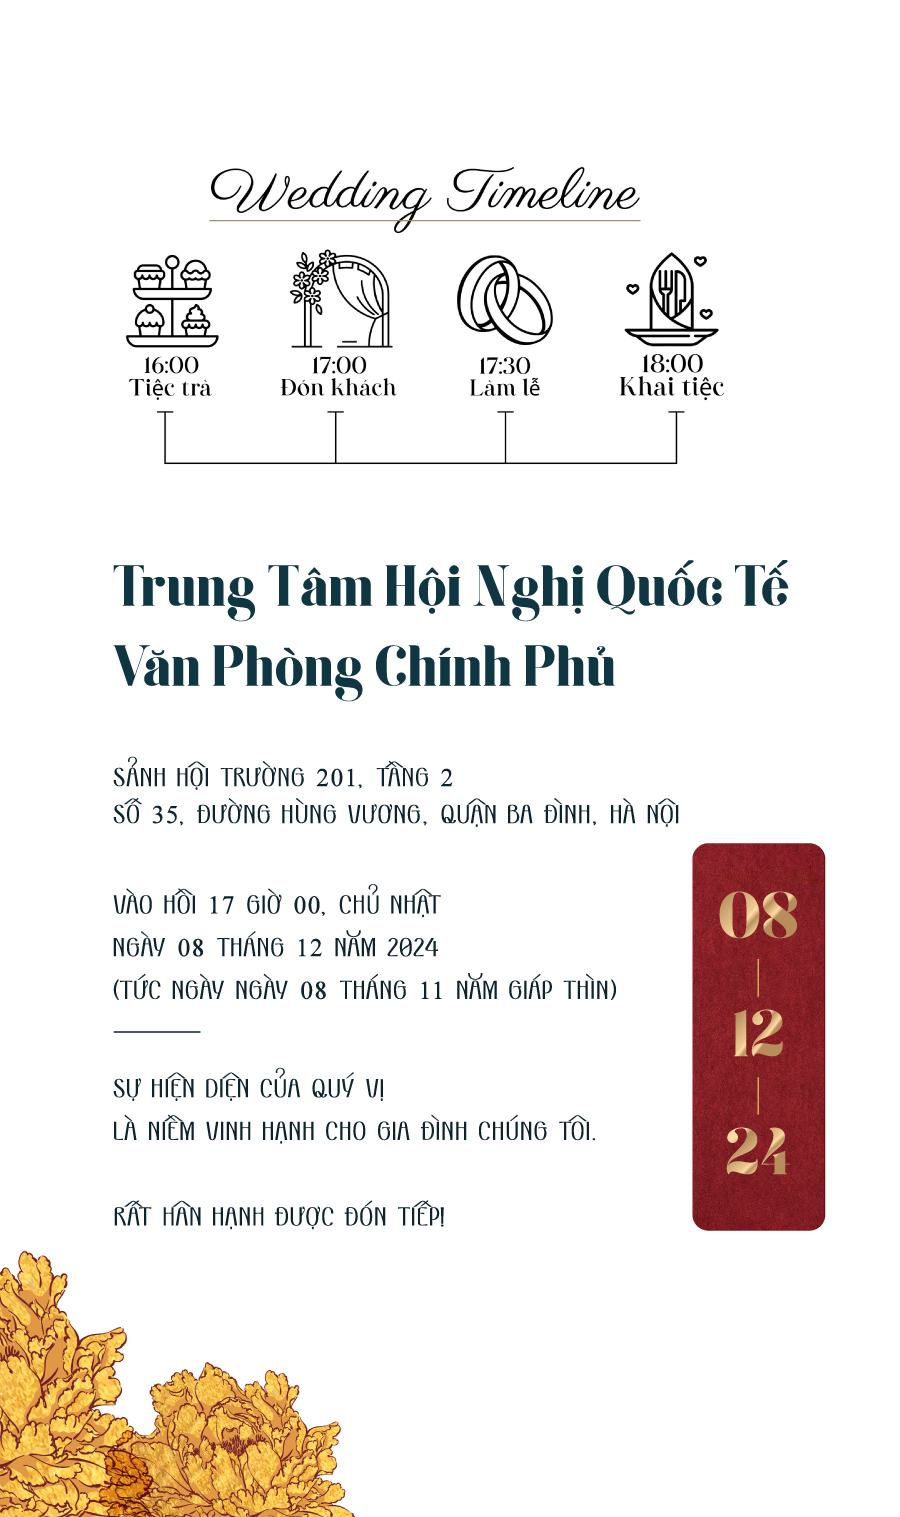 Wedding Timeline
16:00 17:00 17:30 18:00
Tiệc trà Đón khách Làm lễ Khai tiệc
Trung Tâm Hội Nghị Quốc Tế
Văn Phòng Chính Phủ
SẢNH HỘI TRƯỜNG 201, TẦNG 2
SỐ 35, ĐƯỜNG HÙNG VƯƠNG, QUẬN BA ĐÌNH, HÀ NỘI
VÀO HỒI 17 GIỜ 00, CHỦ NHẬT
NGÀY 08 THÁNG 12 NĂM 2024
(TỨC NGÀY NGÀY 08 THÁNG 11 NĂM GIÁP THÌN)
SỰ HIỆN DIỆN CỦA QUÝ VỊ
LÀ NIỀM VINH HẠNH CHO GIA ĐÌNH CHÚNG TÔI.
RẤT HÂN HẠNH ĐƯỢC ĐÓN TIẾP!
08
12
24